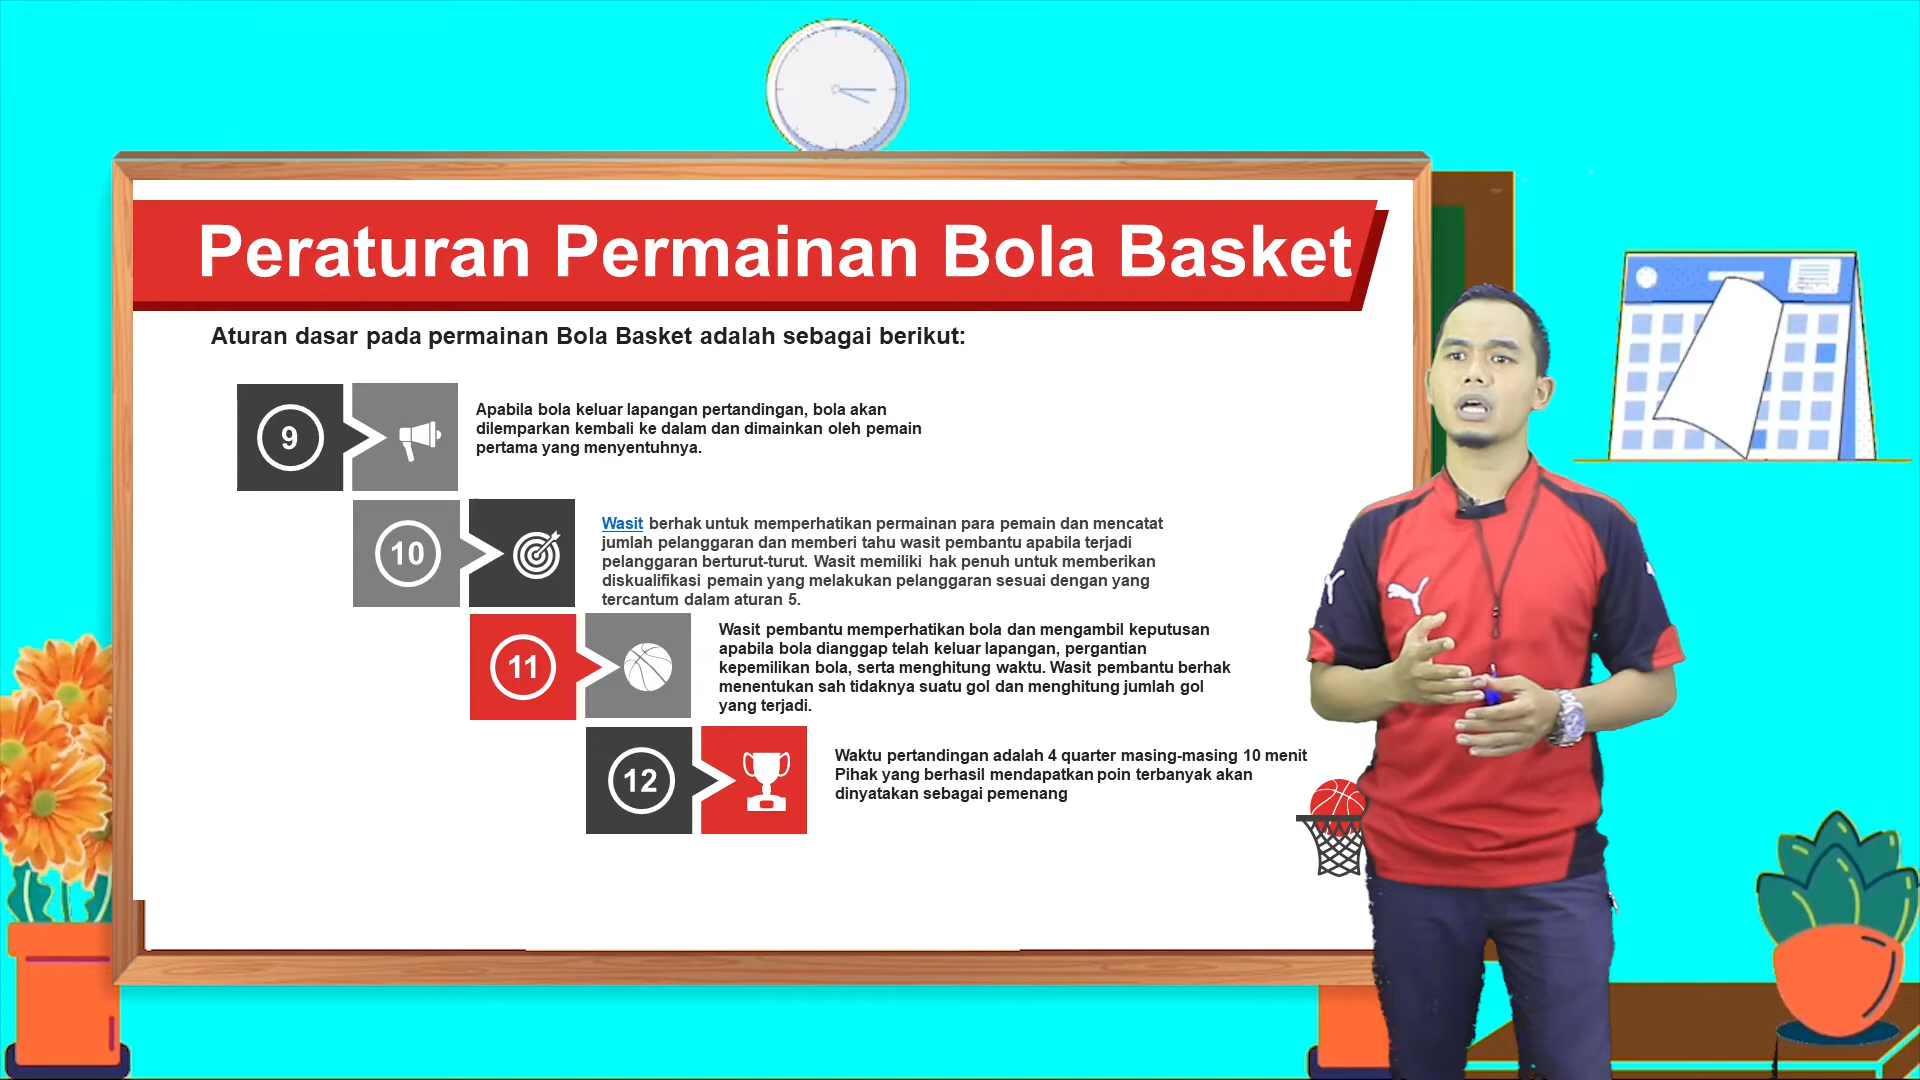 Peraturan Permainan Bola Basket
Aturan dasar pada permainan Bola Basket adalah sebagai berikut:
9
Apabila bola keluar lapangan pertandingan, bola akan
dilemparkan kembali ke dalam dan dimainkan oleh pemain
pertama yang menyentuhnya.
10
Wasit berhak untuk memperhatikan permainan para pemain dan mencatat
jumlah pelanggaran dan memberi tahu wasit pembantu apabila terjadi
pelanggaran berturut-turut. Wasit memiliki hak penuh untuk memberikan
diskualifikasi pemain yang melakukan pelanggaran sesuai dengan yang
tercantum dalam aturan 5.
11
Wasit pembantu memperhatikan bola dan mengambil keputusan
apabila bola dianggap telah keluar lapangan, pergantian
kepemilikan bola, serta menghitung waktu. Wasit pembantu berhak
menentukan sah tidaknya suatu gol dan menghitung jumlah gol
yang terjadi.
12
Waktu pertandingan adalah 4 quarter masing-masing 10 menit
Pihak yang berhasil mendapatkan poin terbanyak akan
dinyatakan sebagai pemenang